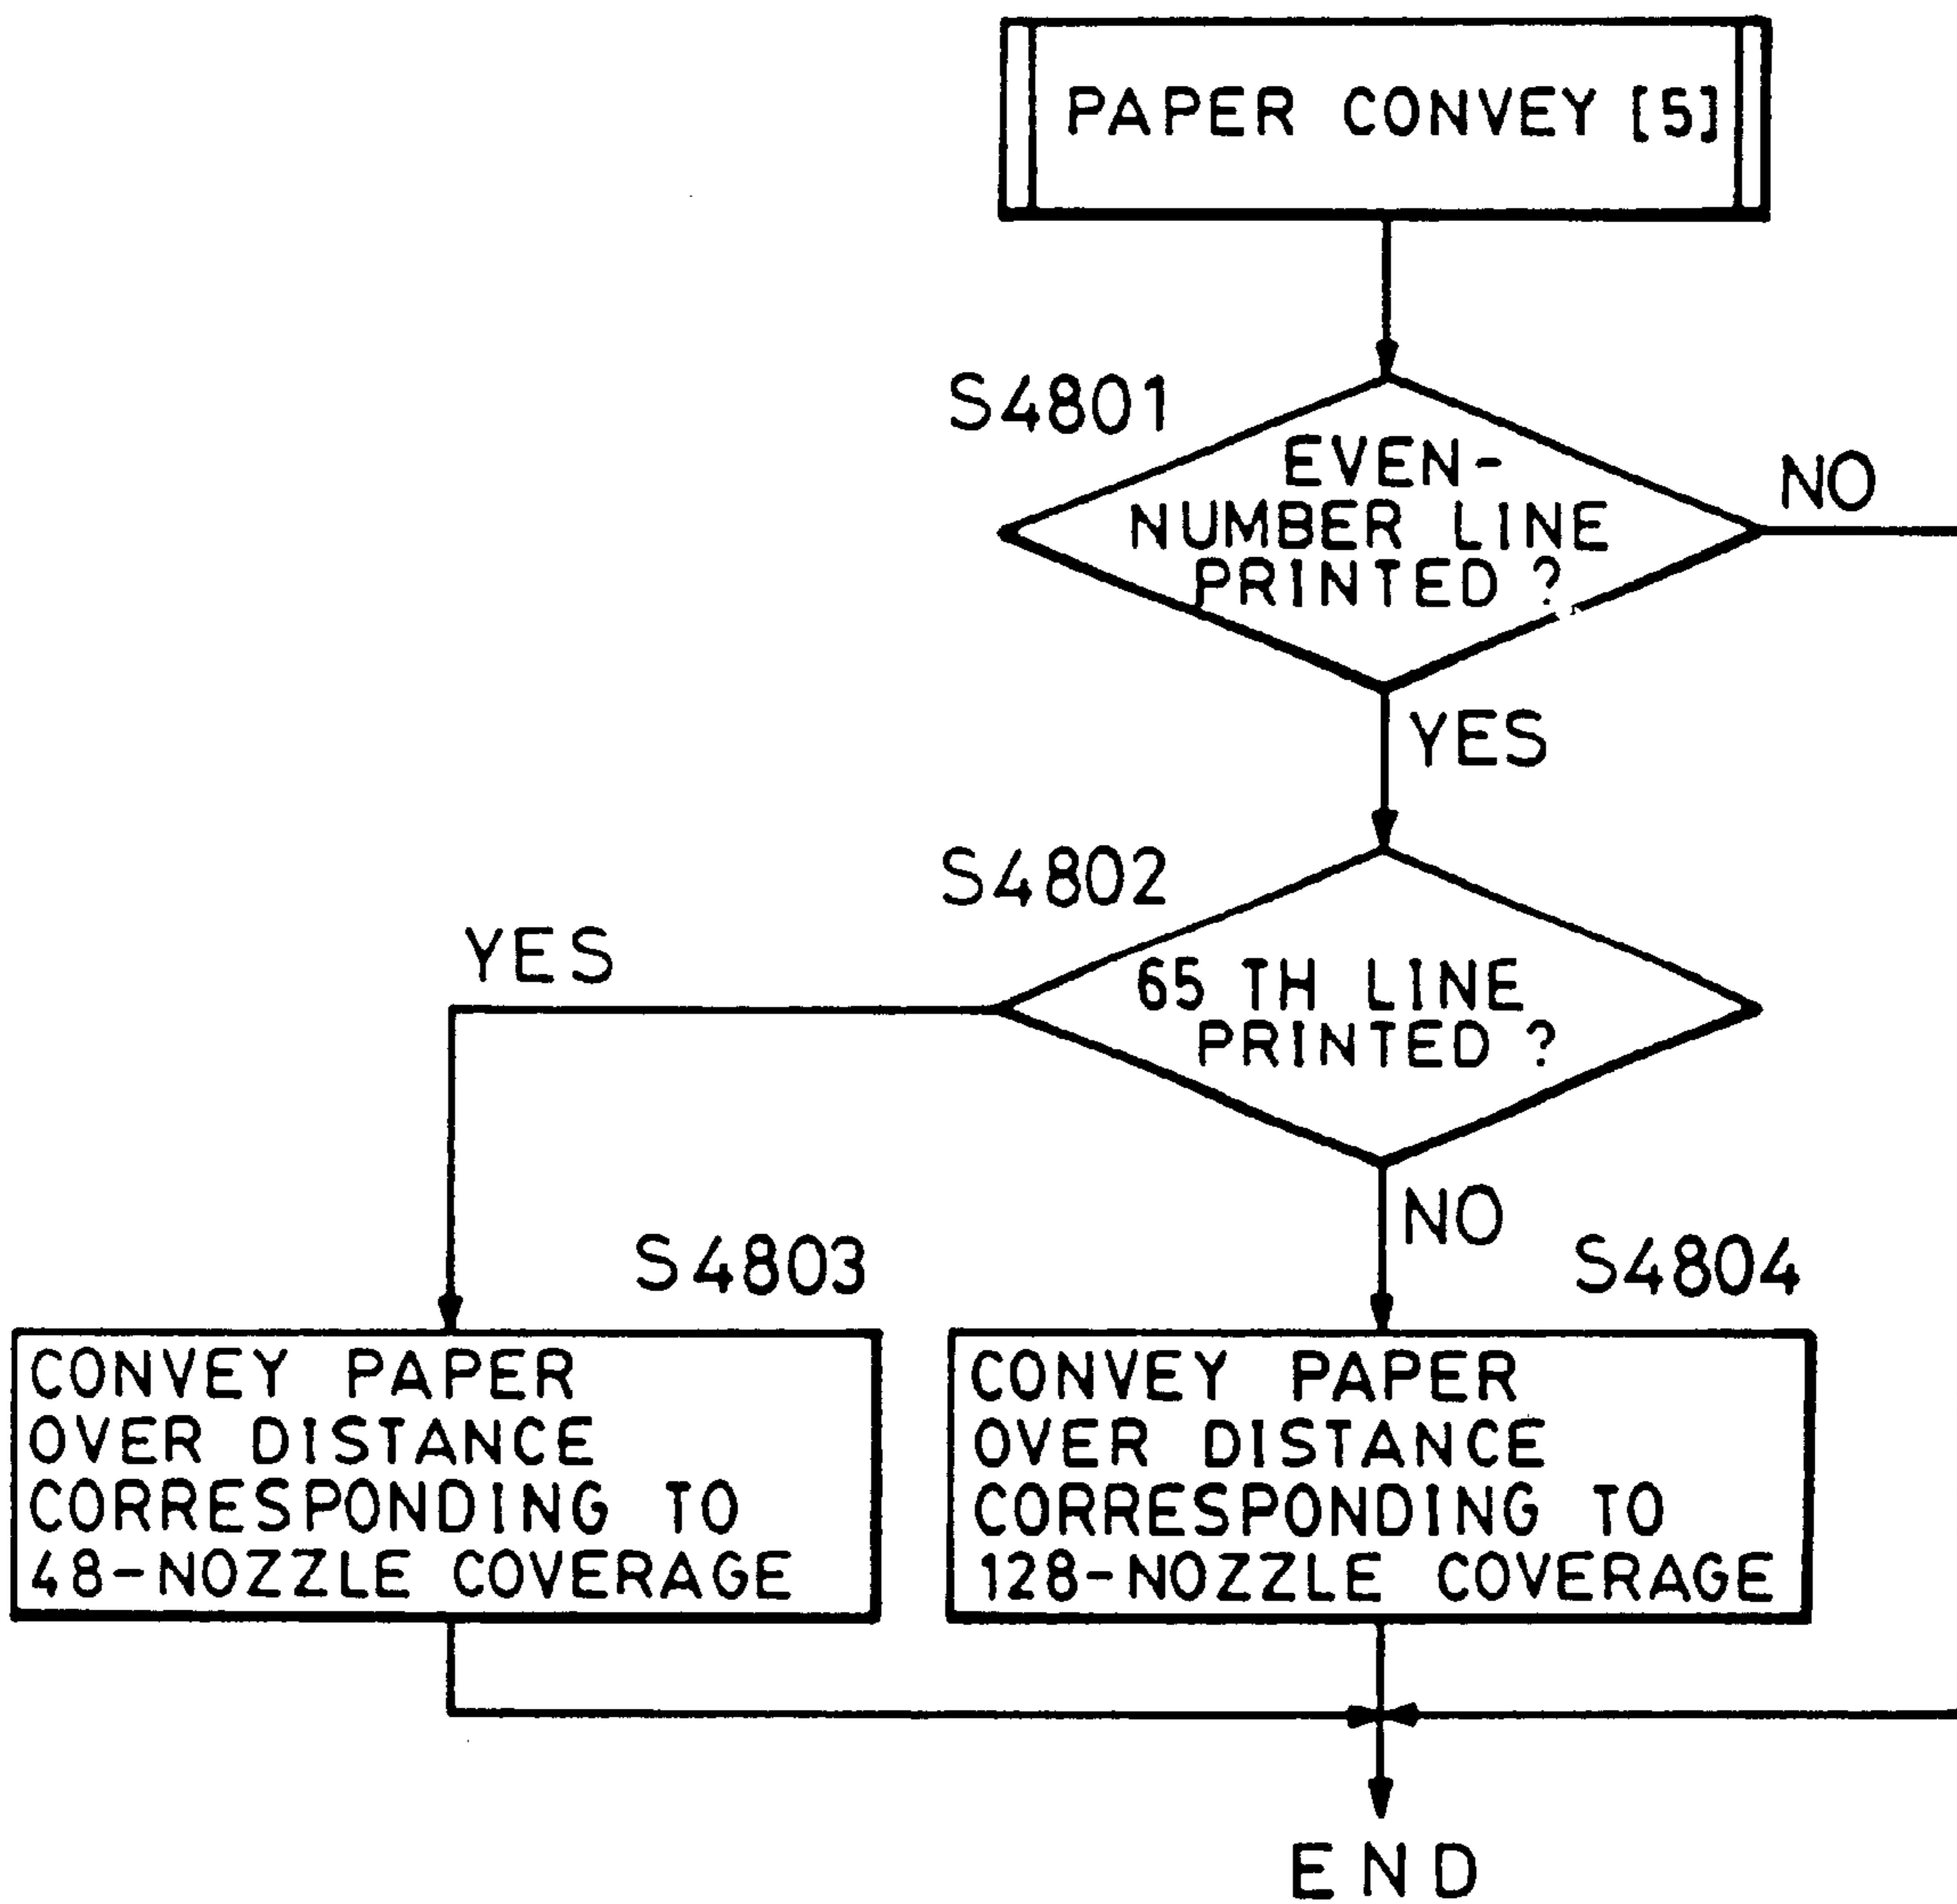 PAPER CONVEY [5]
S4801
EVEN-
NUMBER LINE
PRINTED ?
NO
YES
S4802
65 TH LINE
PRINTED ?
YES
NO
S4803
S4804
CONVEY PAPER
OVER DISTANCE
CORRESPONDING TO
48-NOZZLE COVERAGE
CONVEY PAPER
OVER DISTANCE
CORRESPONDING TO
128-NOZZLE COVERAGE
END